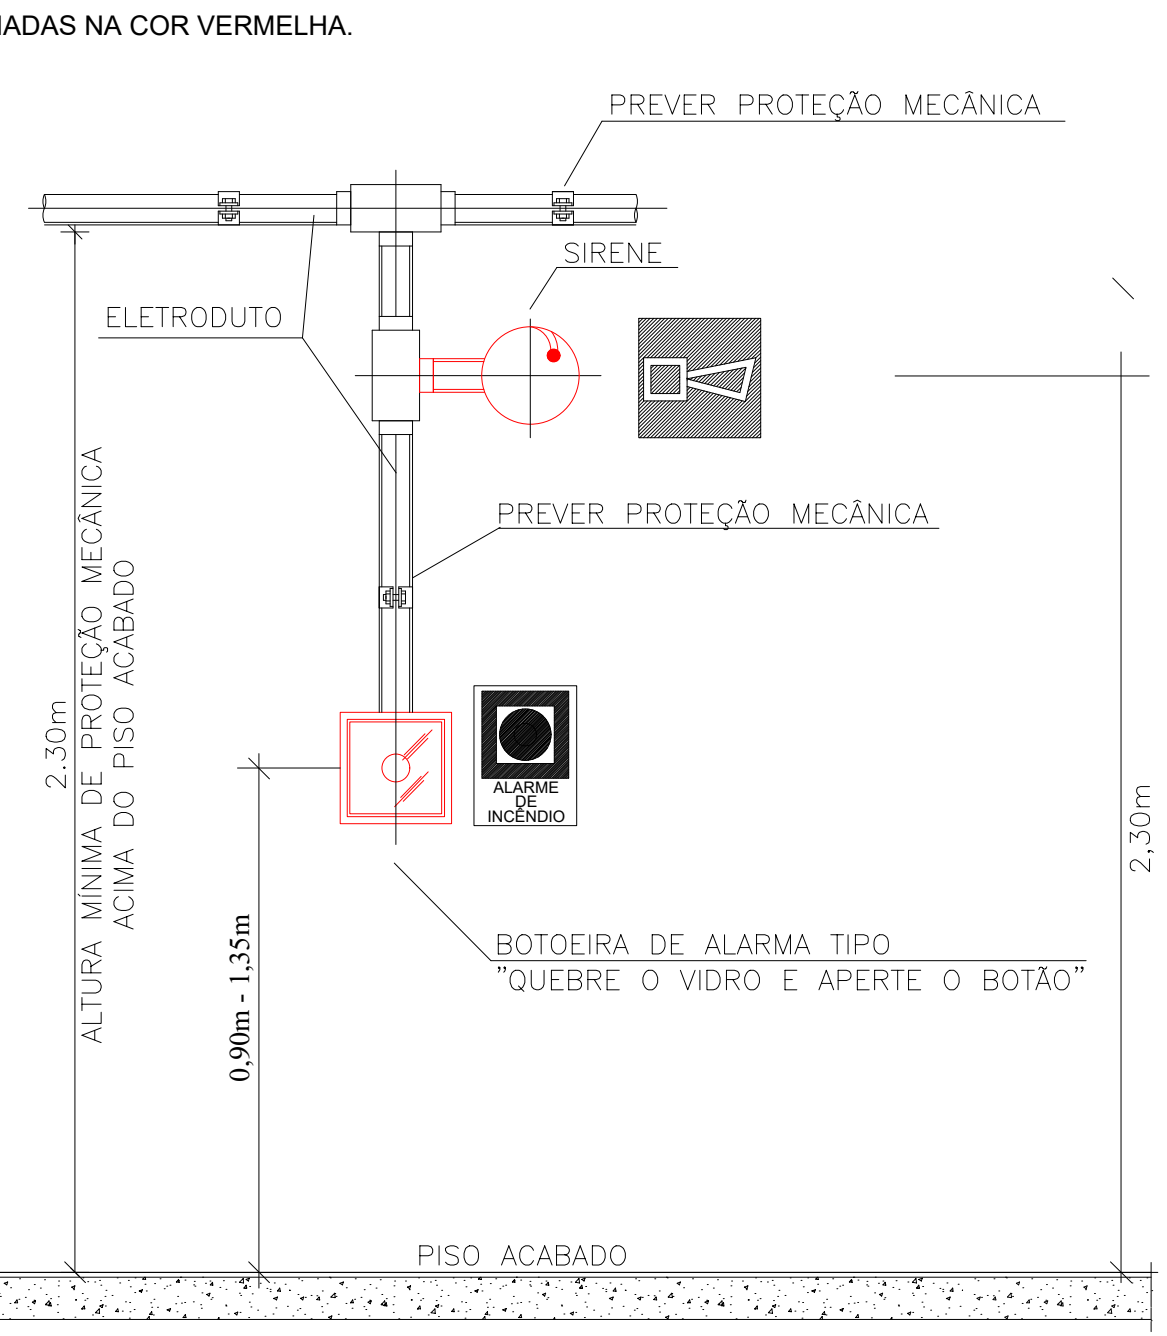 NA COR VERMELHA.
PREVER PROTEÇÃO MECÂNICA
SIRENE
ELETRODUTO
PREVER PROTEÇÃO MECÂNICA
2.30m
ALTURA MÍNIMA DE PROTEÇÃO MECÂNICA
ACIMA DO PISO ACABADO
ALARME
DE
INCÊNDIO
2,30m
0,90m - 1,35m
BOTOEIRA DE ALARMA TIPO
"QUEBRE O VIDRO E APERTE O BOTÃO"
PISO ACABADO